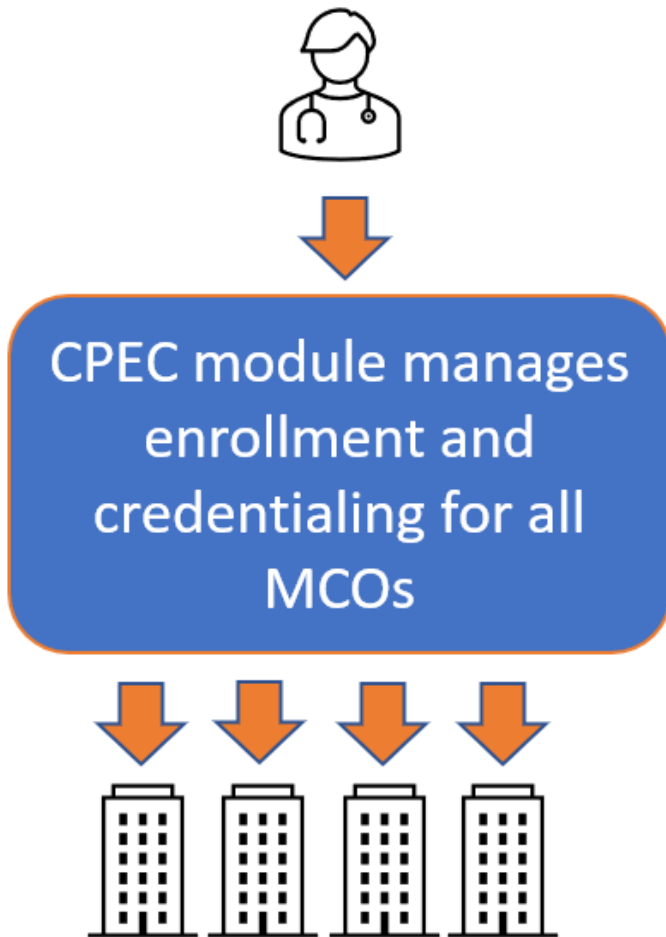 CPEC module manages
enrollment and
credentialing for all
MCOs